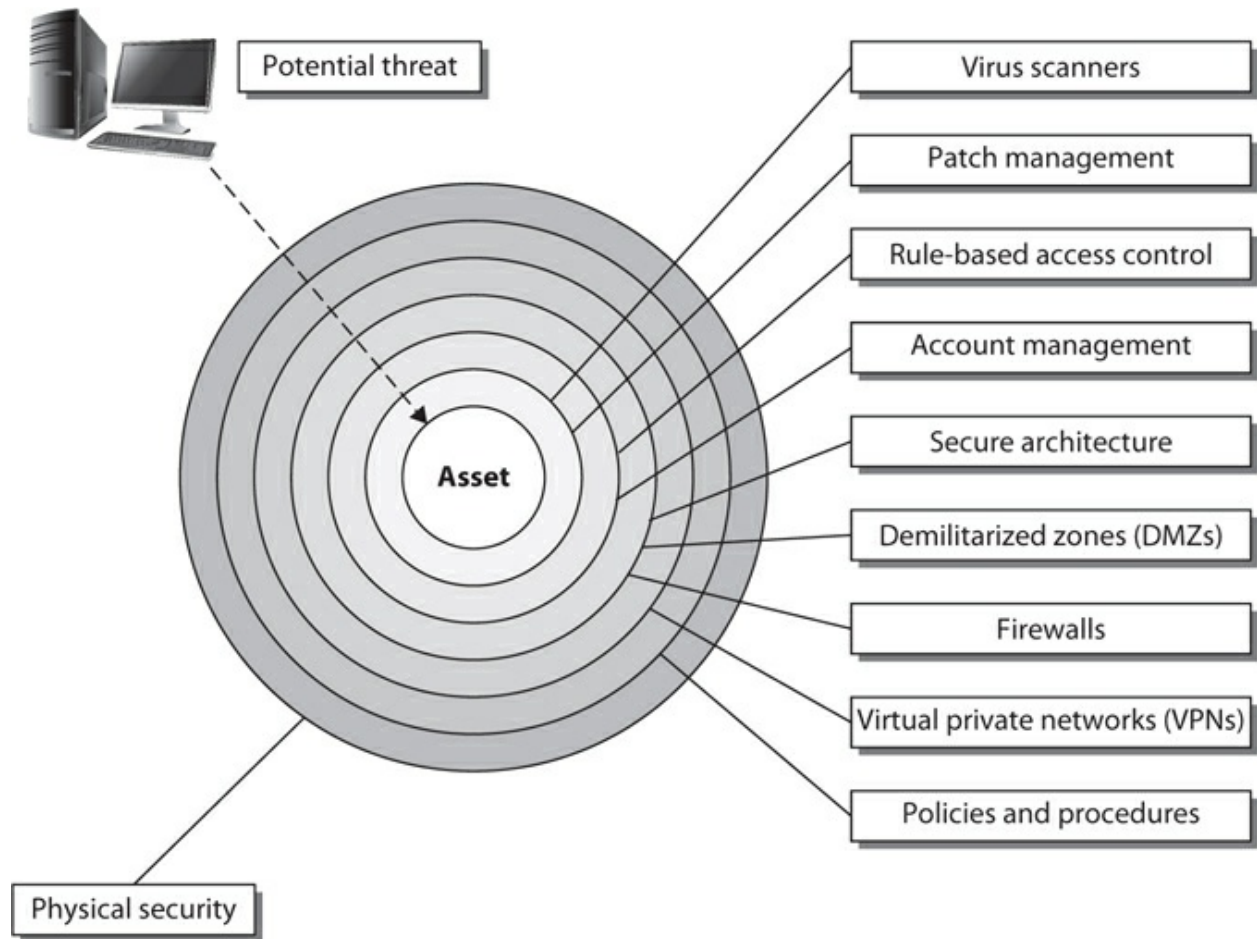 Potential threat
Virus scanners
Patch management
Rule-based access control
Account management
Asset
Secure architecture
Demilitarized zones (DMZs)
Firewalls
Virtual private networks (VPNs)
Policies and procedures
Physical security